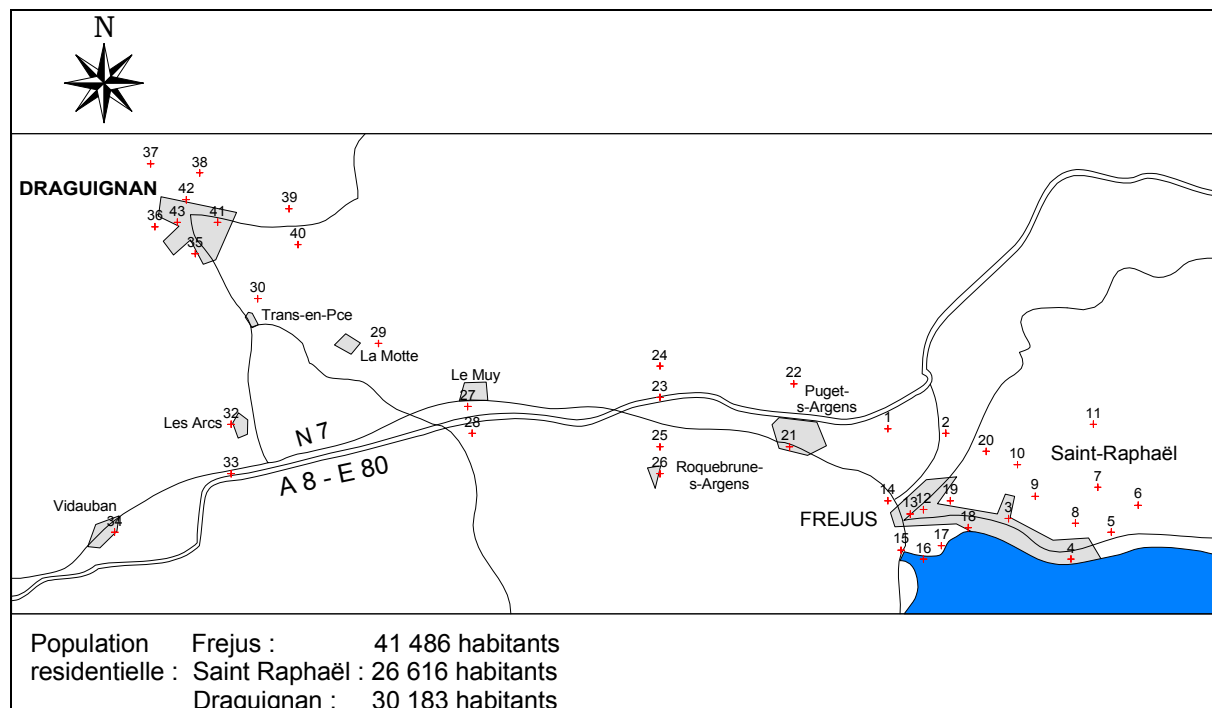 N
37
38
DRAGUIGNAN
42
39
36
43
41
40
35
30
Trans-en-Pce
29
La Motte
24
22
Le Muy
23
Puget-
s-Argens
27
Les Arcs
32
N 7
28
1
2
11
25
21
20
Saint-Raphaël
10
33
A 8 - E 80
26
Roquebrune-
s-Argens
7
9
Vidauban
14
6
34
FREJUS
13
12
19
3
8
18
5
15
16
17
4
Population Frejus : 41 486 habitants
residentielle : Saint Raphaël : 26 616 habitants
Draguignan : 30 183 habitants